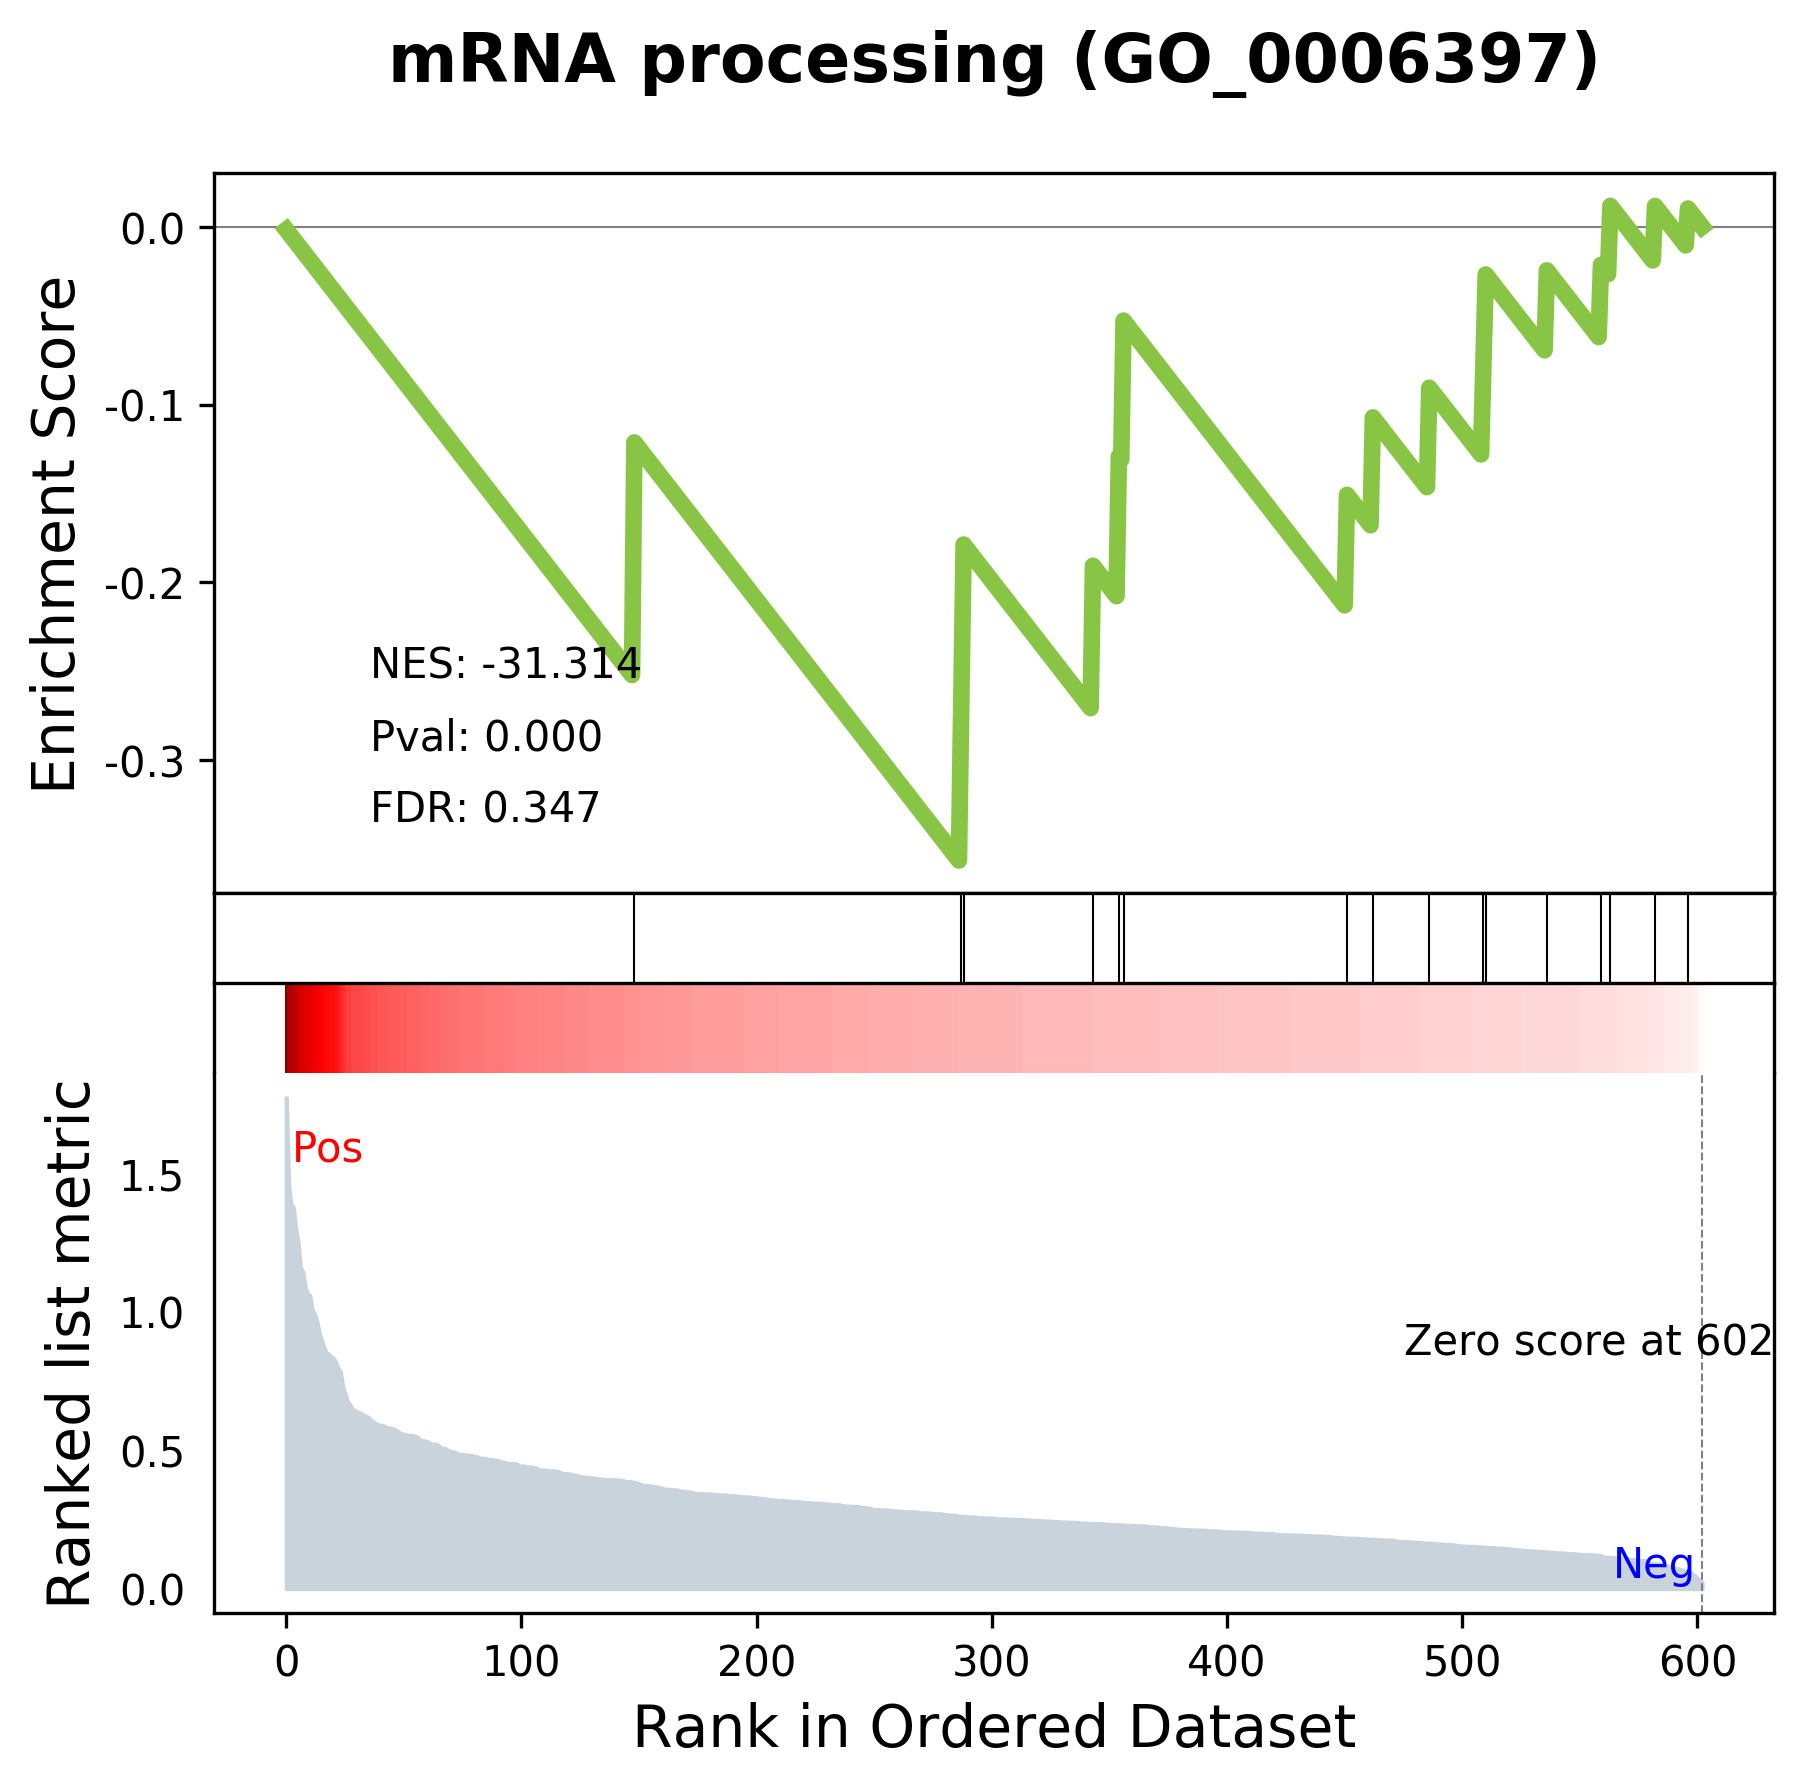 mRNA processing (GO_0006397)
Enrichment Score
0.0
-0.1
-0.2
-0.3
NES: -31.314
Pval: 0.000
FDR: 0.347
Ranked list metric
1.5
1.0
0.5
0.0
Pos
Zero score at 602
Neg
0 100 200 300 400 500 600
Rank in Ordered Dataset